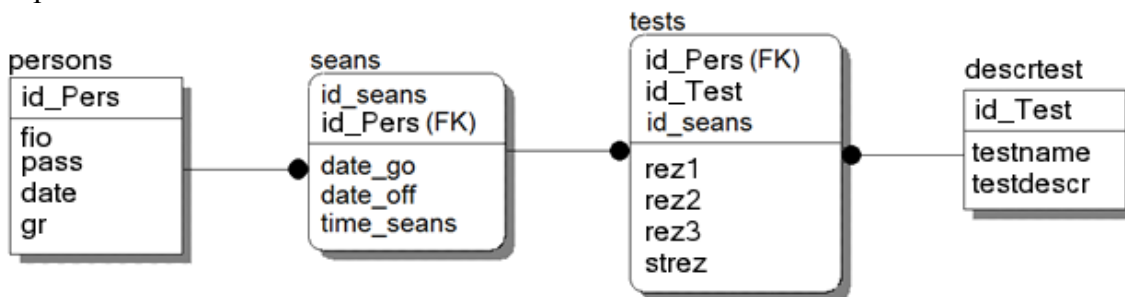 persons
id_Pers
fio
pass
date
gr
seans
id_seans
id_Pers (FK)
date_go
date_off
time_seans
tests
id_Pers (FK)
id_Test
id_seans
rez1
rez2
rez3
strez
descrtest
id_Test
testname
testdescr